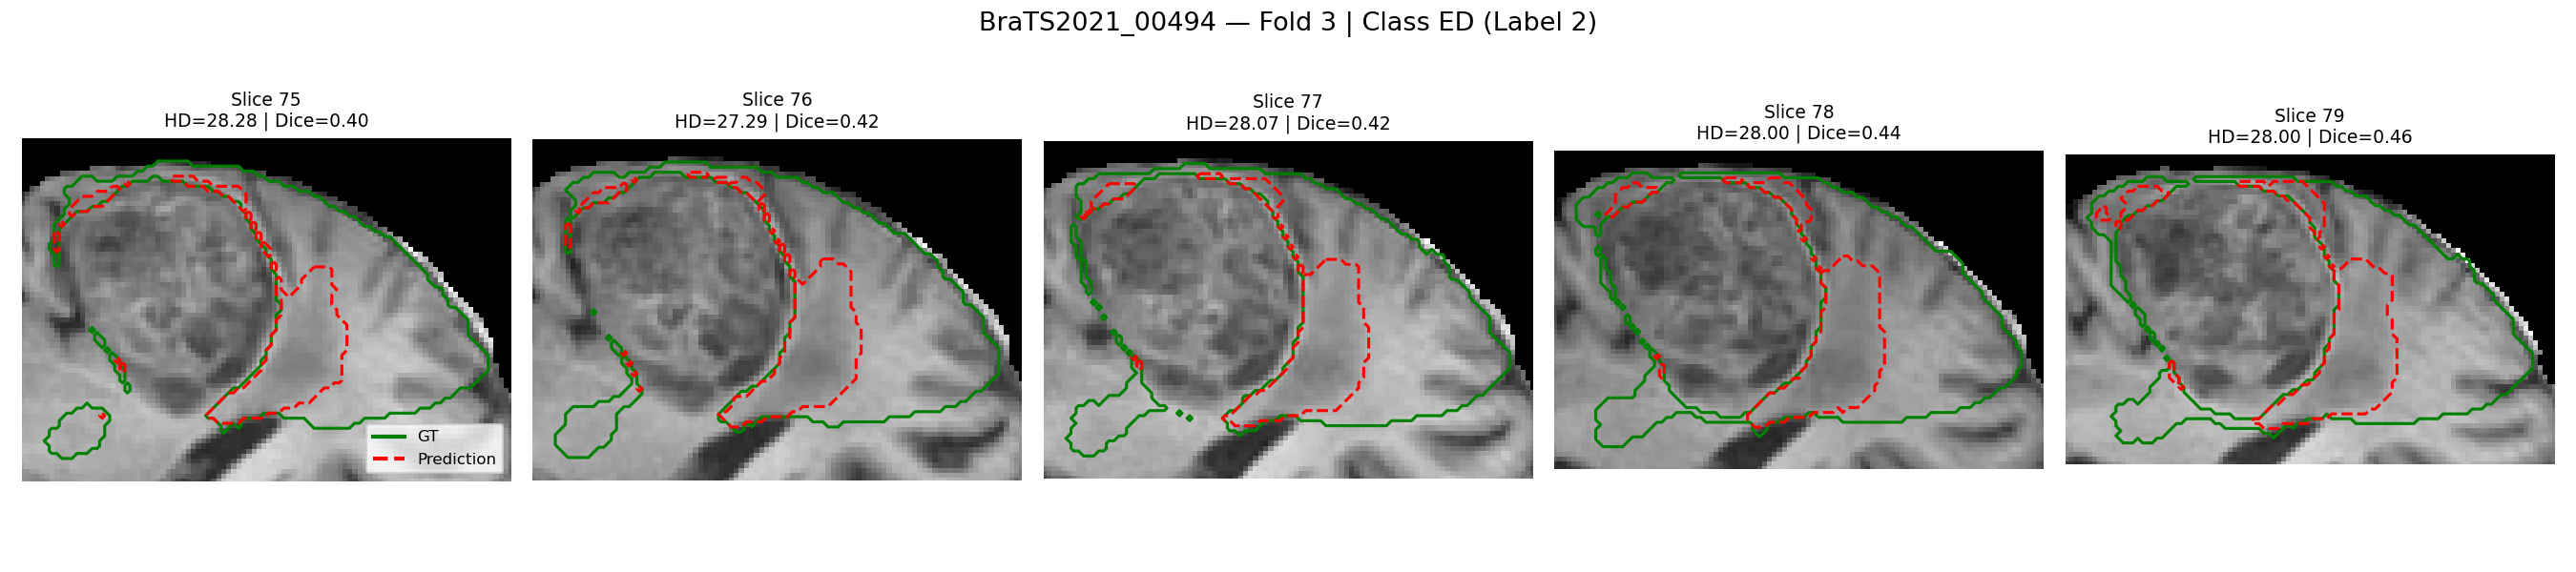 BraTS2021_00494 — Fold 3 | Class ED (Label 2)
Slice 75
HD=28.28 | Dice=0.40
Slice 76
HD=27.29 | Dice=0.42
Slice 77
HD=28.07 | Dice=0.42
Slice 78
HD=28.00 | Dice=0.44
Slice 79
HD=28.00 | Dice=0.46
GT
Prediction